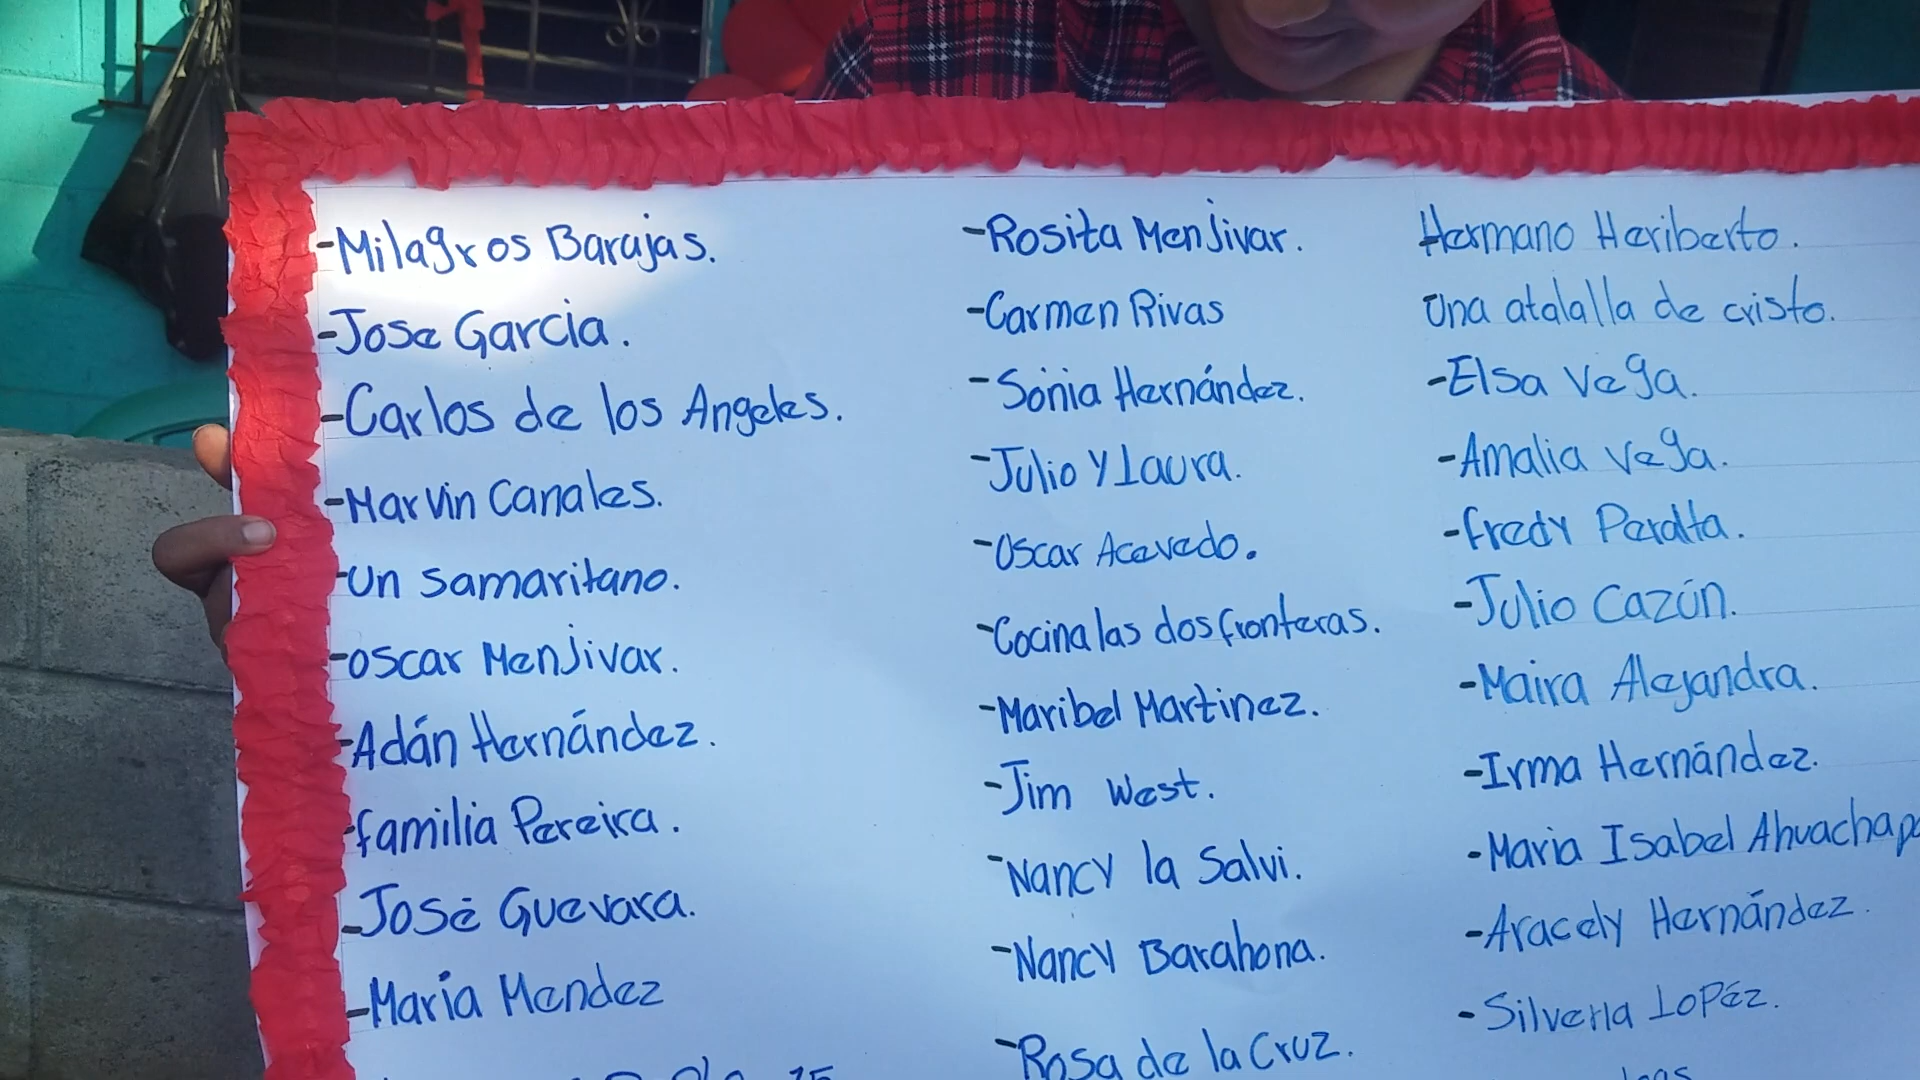 -Milagros Barajas.
-Jose Garcia.
-Carlos de los Angeles.
-Marvin Canales.
-Un samaritano.
-Oscar Menjivar.
-Adán Hernández.
-familia Pereira.
-José Guevara.
-Maria Mendez
-Rosita Menjivar.
-Carmen Rivas
-Sonia Hernández.
-Julio y Laura.
-Oscar Acevedo.
-Cocina las dos fronteras.
-Maribel Martinez.
-Jim West.
-Nancy la Salvi.
-Nancy Barahona.
-Rosa de la Cruz.
Hermano Heriberto.
Una atalalla de cristo.
-Elsa Vega.
-Amalia Vega.
-fredy Peralta.
-Julio Cazún.
-Maira Alejandra.
-Irma Hernández.
-Maria Isabel Ahuachapa
-Aracely Hernández.
-Silveria Lopéz.